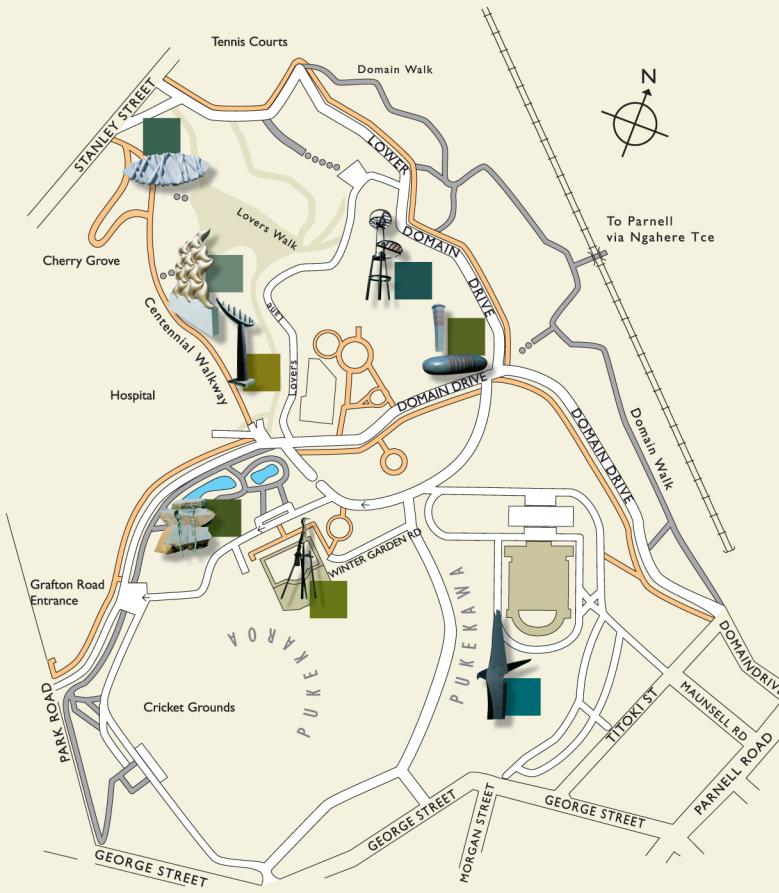 Tennis Courts
Domain Walk
N
STANLEY STREET
LOWER
DOMAIN
DRIVE
To Parnell
via Ngahere Tce
Lovers Walk
Cherry Grove
Centennial Walkway
Lovers
Lane
Hospital
DOMAIN DRIVE
DOMAIN DRIVE
Domain Walk
WINTER GARDEN RD
Grafton Road
Entrance
PUKEKAROA
PUKEKAWA
Cricket Grounds
PARK ROAD
DOMAINDRIVE
MAUNSELL RD
TITOKI ST
PARNELL ROAD
GEORGE STREET
GEORGE STREET
MORGAN STREET
GEORGE STREET